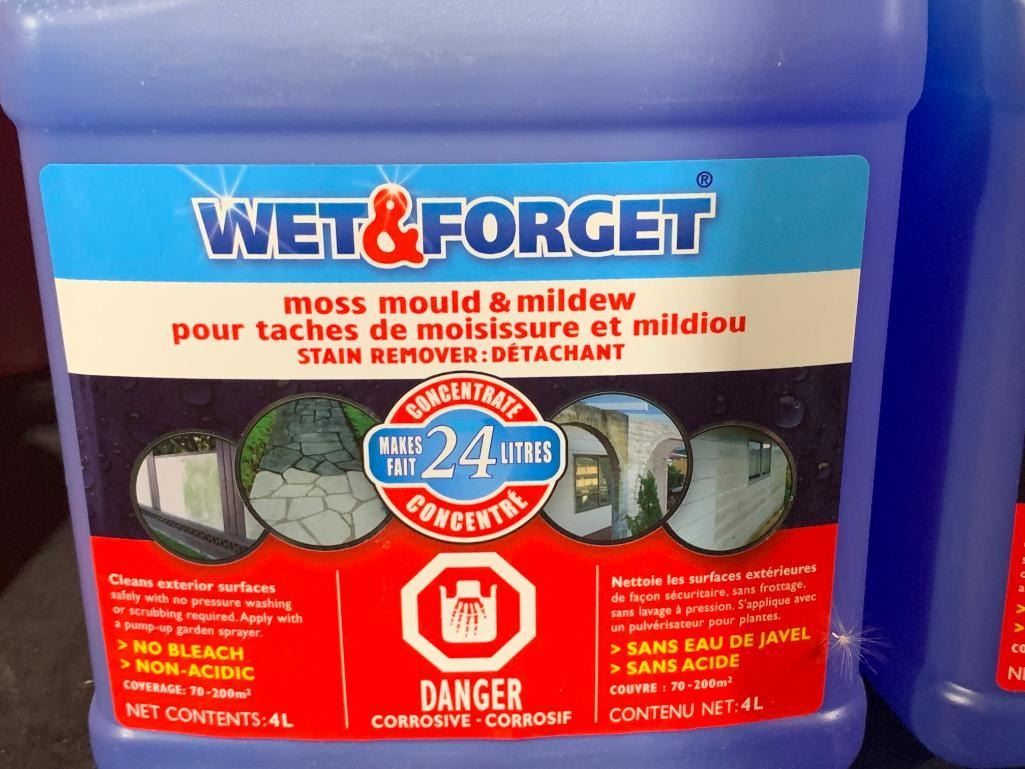 WET&FORGET®
moss mould & mildew
pour taches de moisissure et mildiou
STAIN REMOVER:DÉTACHANT
CONCENTRATE
MAKES
FAIT
24 LITRES
CONCENTRÉ
Cleans exterior surfaces
safely with no pressure washing
or scrubbing required. Apply with
a pump-up garden sprayer.
> NO BLEACH
> NON-ACIDIC
COVERAGE: 70-200m²
NET CONTENTS: 4L
DANGER
CORROSIVE - CORROSIF
Nettoie les surfaces extérieures
de façon sécuritaire, sans frottage,
sans lavage à pression. S'applique avec
un pulvérisateur pour plantes.
> SANS EAU DE JAVEL
> SANS ACIDE
COUVRE : 70-200m²
CONTENU NET: 4L